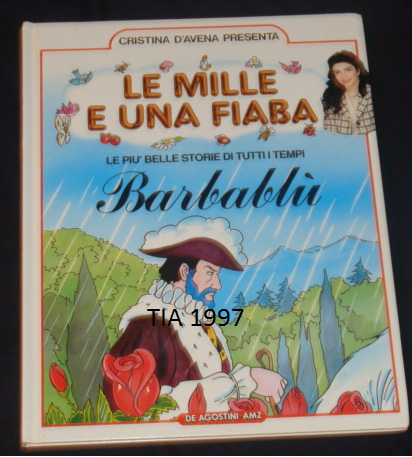 CRISTINA D'AVENA PRESENTA
LE MILLE
E UNA FIABA
LE PIU' BELLE STORIE DI TUTTI I TEMPI
Barbablù
TIA 1997
DE AGOSTINI-AMZ